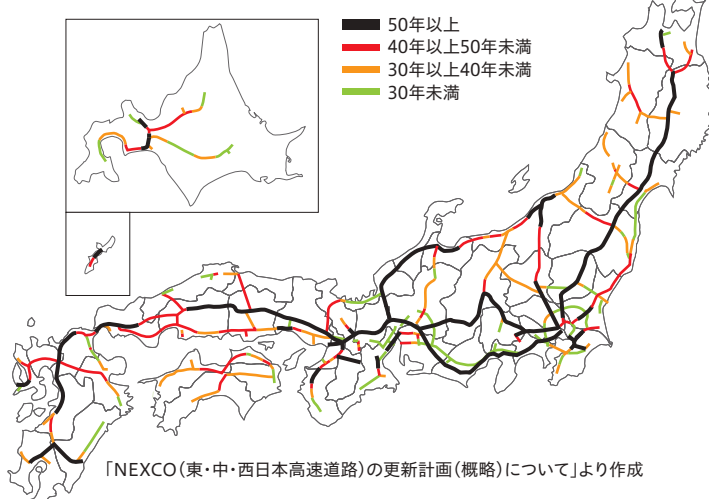 50年以上
40年以上50年未満
30年以上40年未満
30年未満
「NEXCO(東・中・西日本高速道路)の更新計画(概略)について」より作成